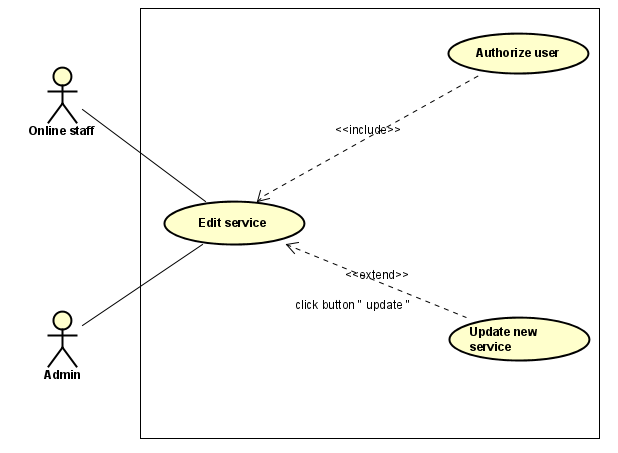 Authorize user
Online staff
<<include>>
Edit service
<<extend>>
click button " update "
Update new
service
Admin